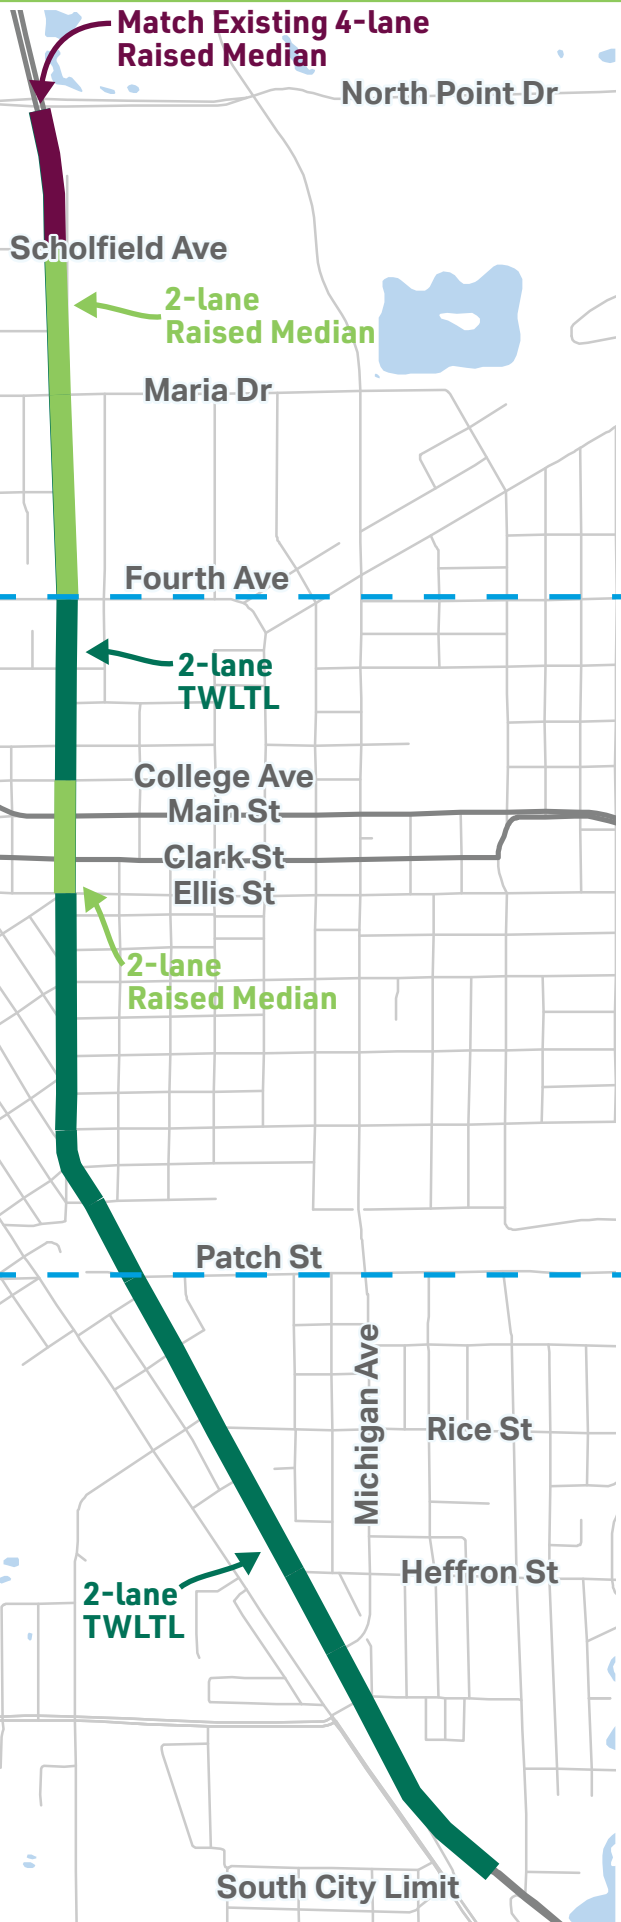 Match Existing 4-lane
Raised Median
North Point Dr
Scholfield Ave
2-lane
Raised Median
Maria Dr
Fourth Ave
2-lane
TWLTL
College Ave
Main St
Clark St
Ellis St
2-lane
Raised Median
Patch St
Michigan Ave
Rice St
Heffron St
2-lane
TWLTL
South City Limit